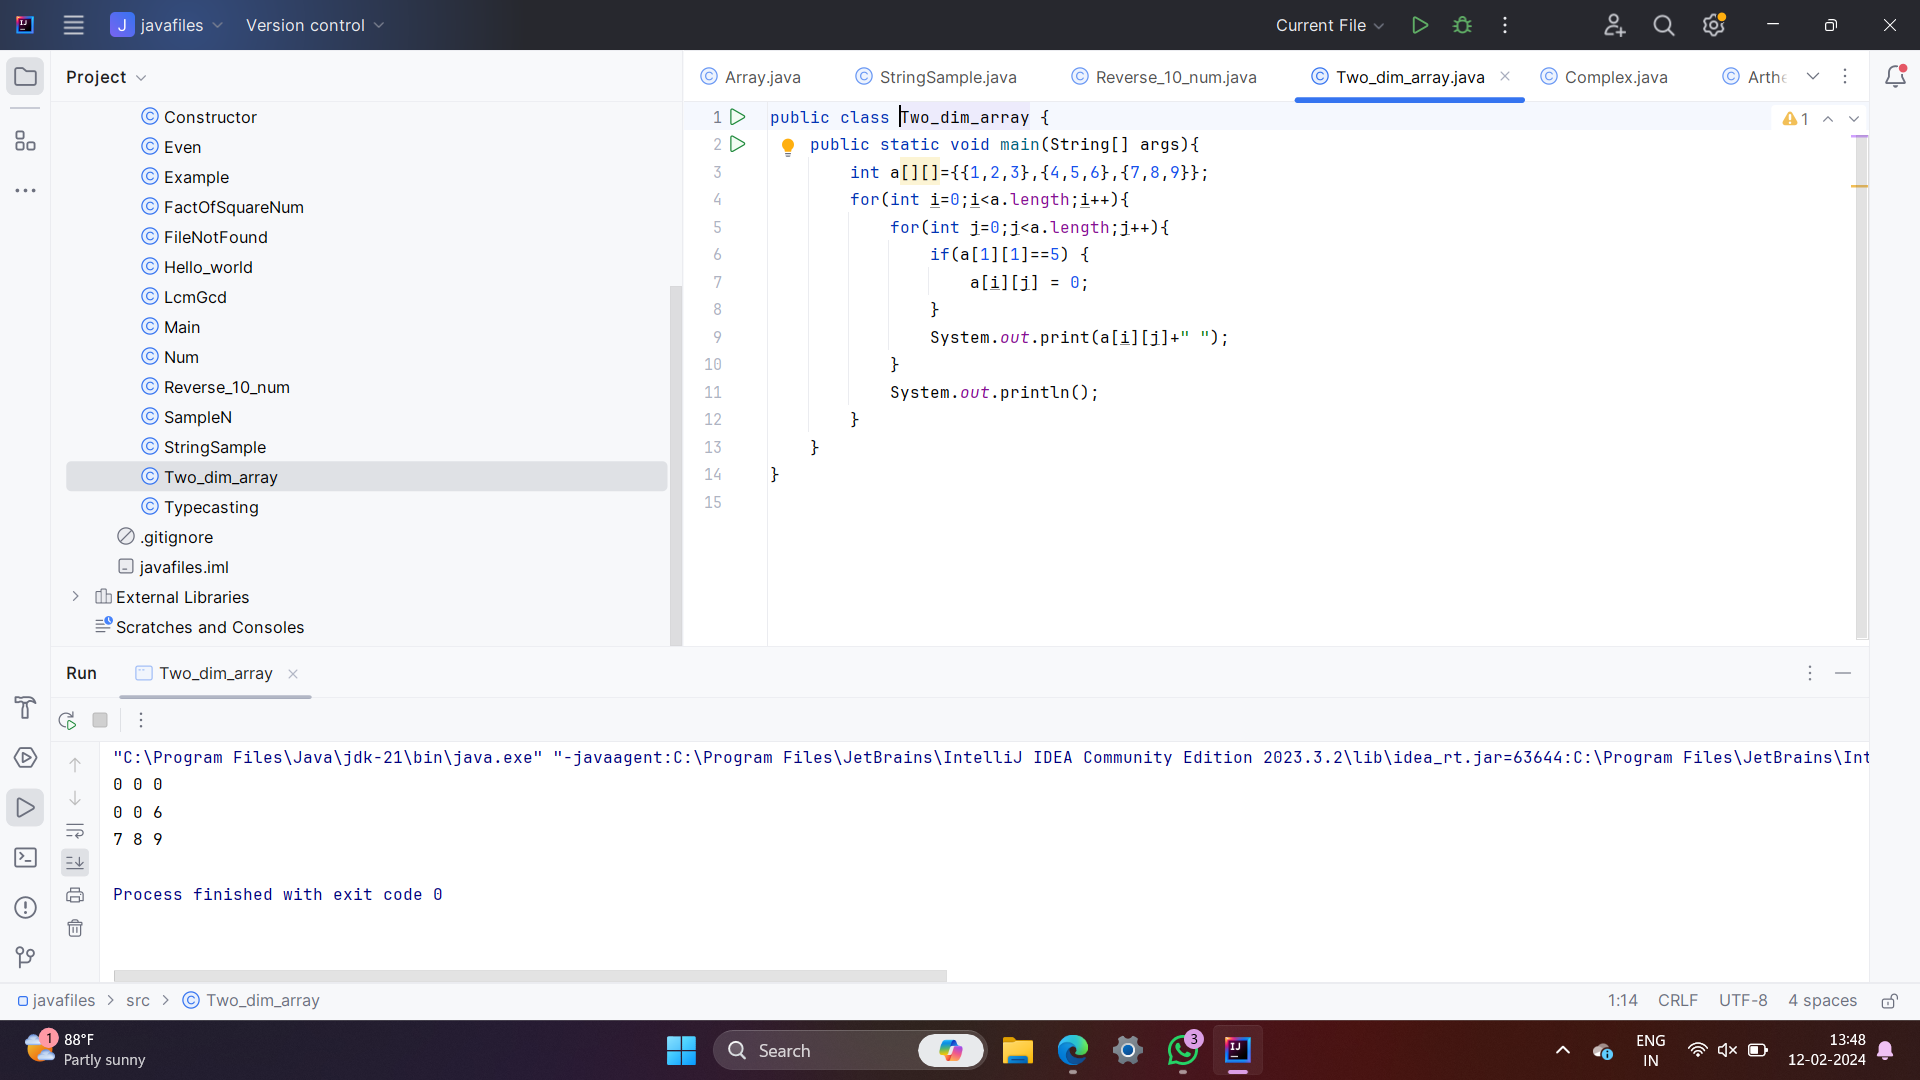 J javafiles Version control Current File
Project
Array.java StringSample.java Reverse_10_num.java Two_dim_array.java Complex.java
Constructor
Even
Example
FactOfSquareNum
FileNotFound
Hello_world
LcmGcd
Main
Num
Reverse_10_num
SampleN
StringSample
Two_dim_array
Typecasting
.gitignore
javafiles.iml
External Libraries
Scratches and Consoles
1 public class Two_dim_array {
2 public static void main(String[] args){
3 int a[][]={{1,2,3},{4,5,6},{7,8,9}};
4 for(int i=0;i<a.length;i++){
5 for(int j=0;j<a.length;j++){
6 if(a[1][1]==5) {
7 a[i][j] = 0;
8 }
9 System.out.print(a[i][j]+" ");
10 }
11 System.out.println();
12 }
13 }
14 }
15
1
Run Two_dim_array
"C:\Program Files\Java\jdk-21\bin\java.exe" "-javaagent:C:\Program Files\JetBrains\IntelliJ IDEA Community Edition 2023.3.2\lib\idea_rt.jar=63644:C:\Program Files\JetBrains\Int
0 0 0
0 0 6
7 8 9
Process finished with exit code 0
javafiles > src > Two_dim_array 1:14 CRLF UTF-8 4 spaces
1 88°F
Partly sunny
Search
3
ENG
IN
13:48
12-02-2024